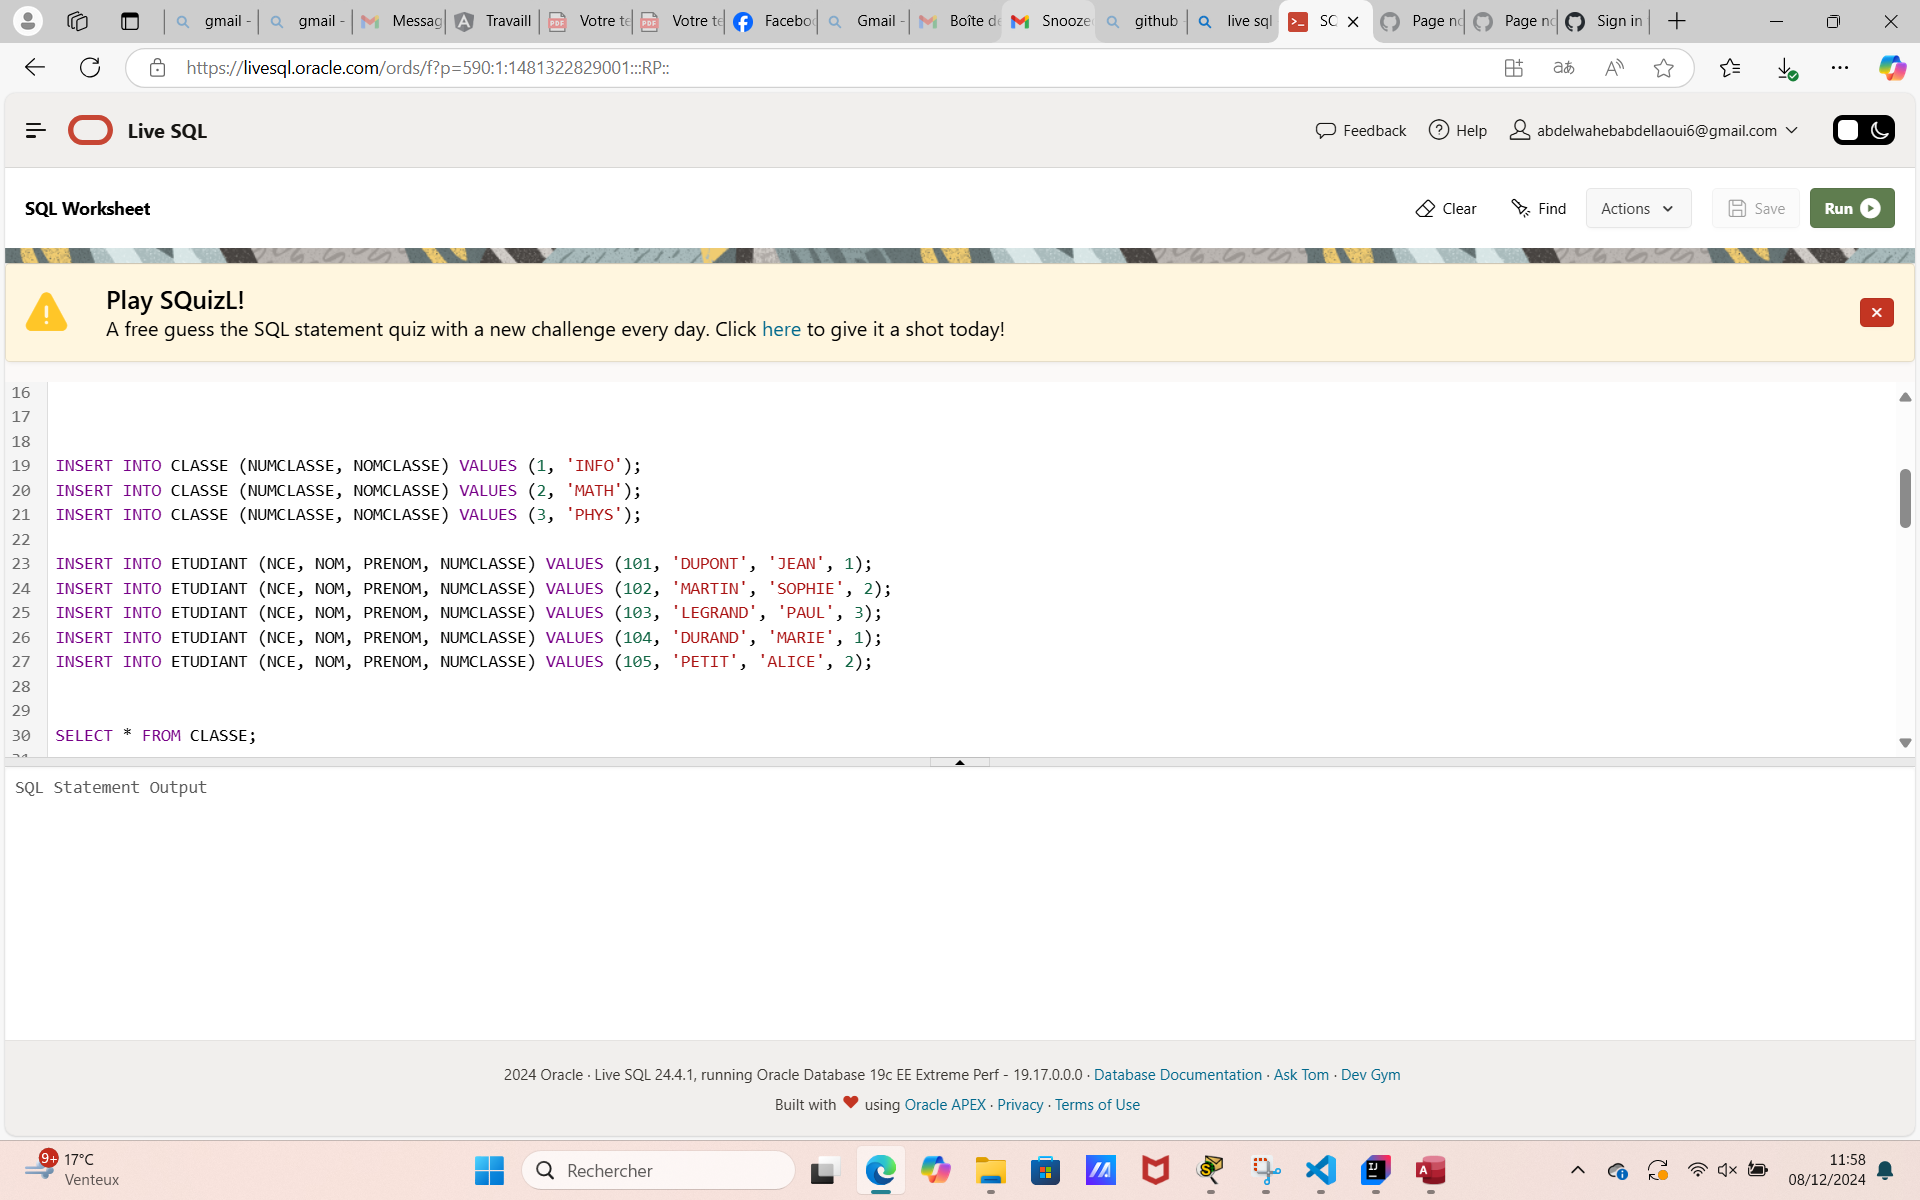 gmail -
gmail -
Messag
Travaill
Votre te
Votre te
Faceboo
Gmail -
Boîte de
Snooze
github
live sql
SQ
Page no
Page no
Sign in
https://livesql.oracle.com/ords/f?p=590:1:1481322829001:::RP::
Live SQL
Feedback
Help
abdelwahebabdellaoui6@gmail.com
SQL Worksheet
Clear
Find
Actions
Save
Run
Play SQuizL!
A free guess the SQL statement quiz with a new challenge every day. Click here to give it a shot today!
16
17
18
19 INSERT INTO CLASSE (NUMCLASSE, NOMCLASSE) VALUES (1, 'INFO');
20 INSERT INTO CLASSE (NUMCLASSE, NOMCLASSE) VALUES (2, 'MATH');
21 INSERT INTO CLASSE (NUMCLASSE, NOMCLASSE) VALUES (3, 'PHYS');
22
23 INSERT INTO ETUDIANT (NCE, NOM, PRENOM, NUMCLASSE) VALUES (101, 'DUPONT', 'JEAN', 1);
24 INSERT INTO ETUDIANT (NCE, NOM, PRENOM, NUMCLASSE) VALUES (102, 'MARTIN', 'SOPHIE', 2);
25 INSERT INTO ETUDIANT (NCE, NOM, PRENOM, NUMCLASSE) VALUES (103, 'LEGRAND', 'PAUL', 3);
26 INSERT INTO ETUDIANT (NCE, NOM, PRENOM, NUMCLASSE) VALUES (104, 'DURAND', 'MARIE', 1);
27 INSERT INTO ETUDIANT (NCE, NOM, PRENOM, NUMCLASSE) VALUES (105, 'PETIT', 'ALICE', 2);
28
29
30 SELECT * FROM CLASSE;
SQL Statement Output
2024 Oracle · Live SQL 24.4.1, running Oracle Database 19c EE Extreme Perf - 19.17.0.0.0 · Database Documentation · Ask Tom · Dev Gym
Built with ❤ using Oracle APEX · Privacy · Terms of Use
9+
17°C
Venteux
Rechercher
11:58
08/12/2024